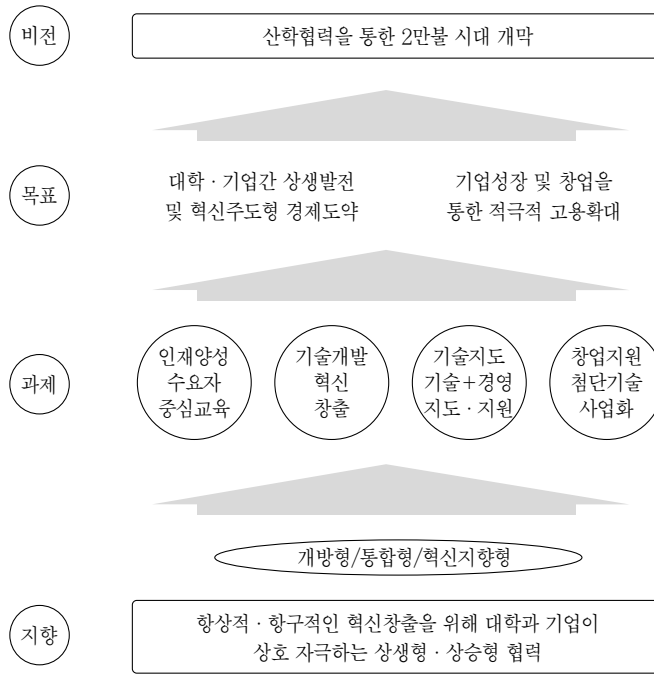 비전
산학협력을 통한 2만불 시대 개막
목표
대학 · 기업간 상생발전
및 혁신주도형 경제도약
기업성장 및 창업을
통한 적극적 고용확대
과제
인재양성
수요자
중심교육
기술개발
혁신
창출
기술지도
기술+경영
지도 · 지원
창업지원
첨단기술
사업화
개방형/통합형/혁신지향형
지향
항상적 · 항구적인 혁신창출을 위해 대학과 기업이
상호 자극하는 상생형 · 상승형 협력